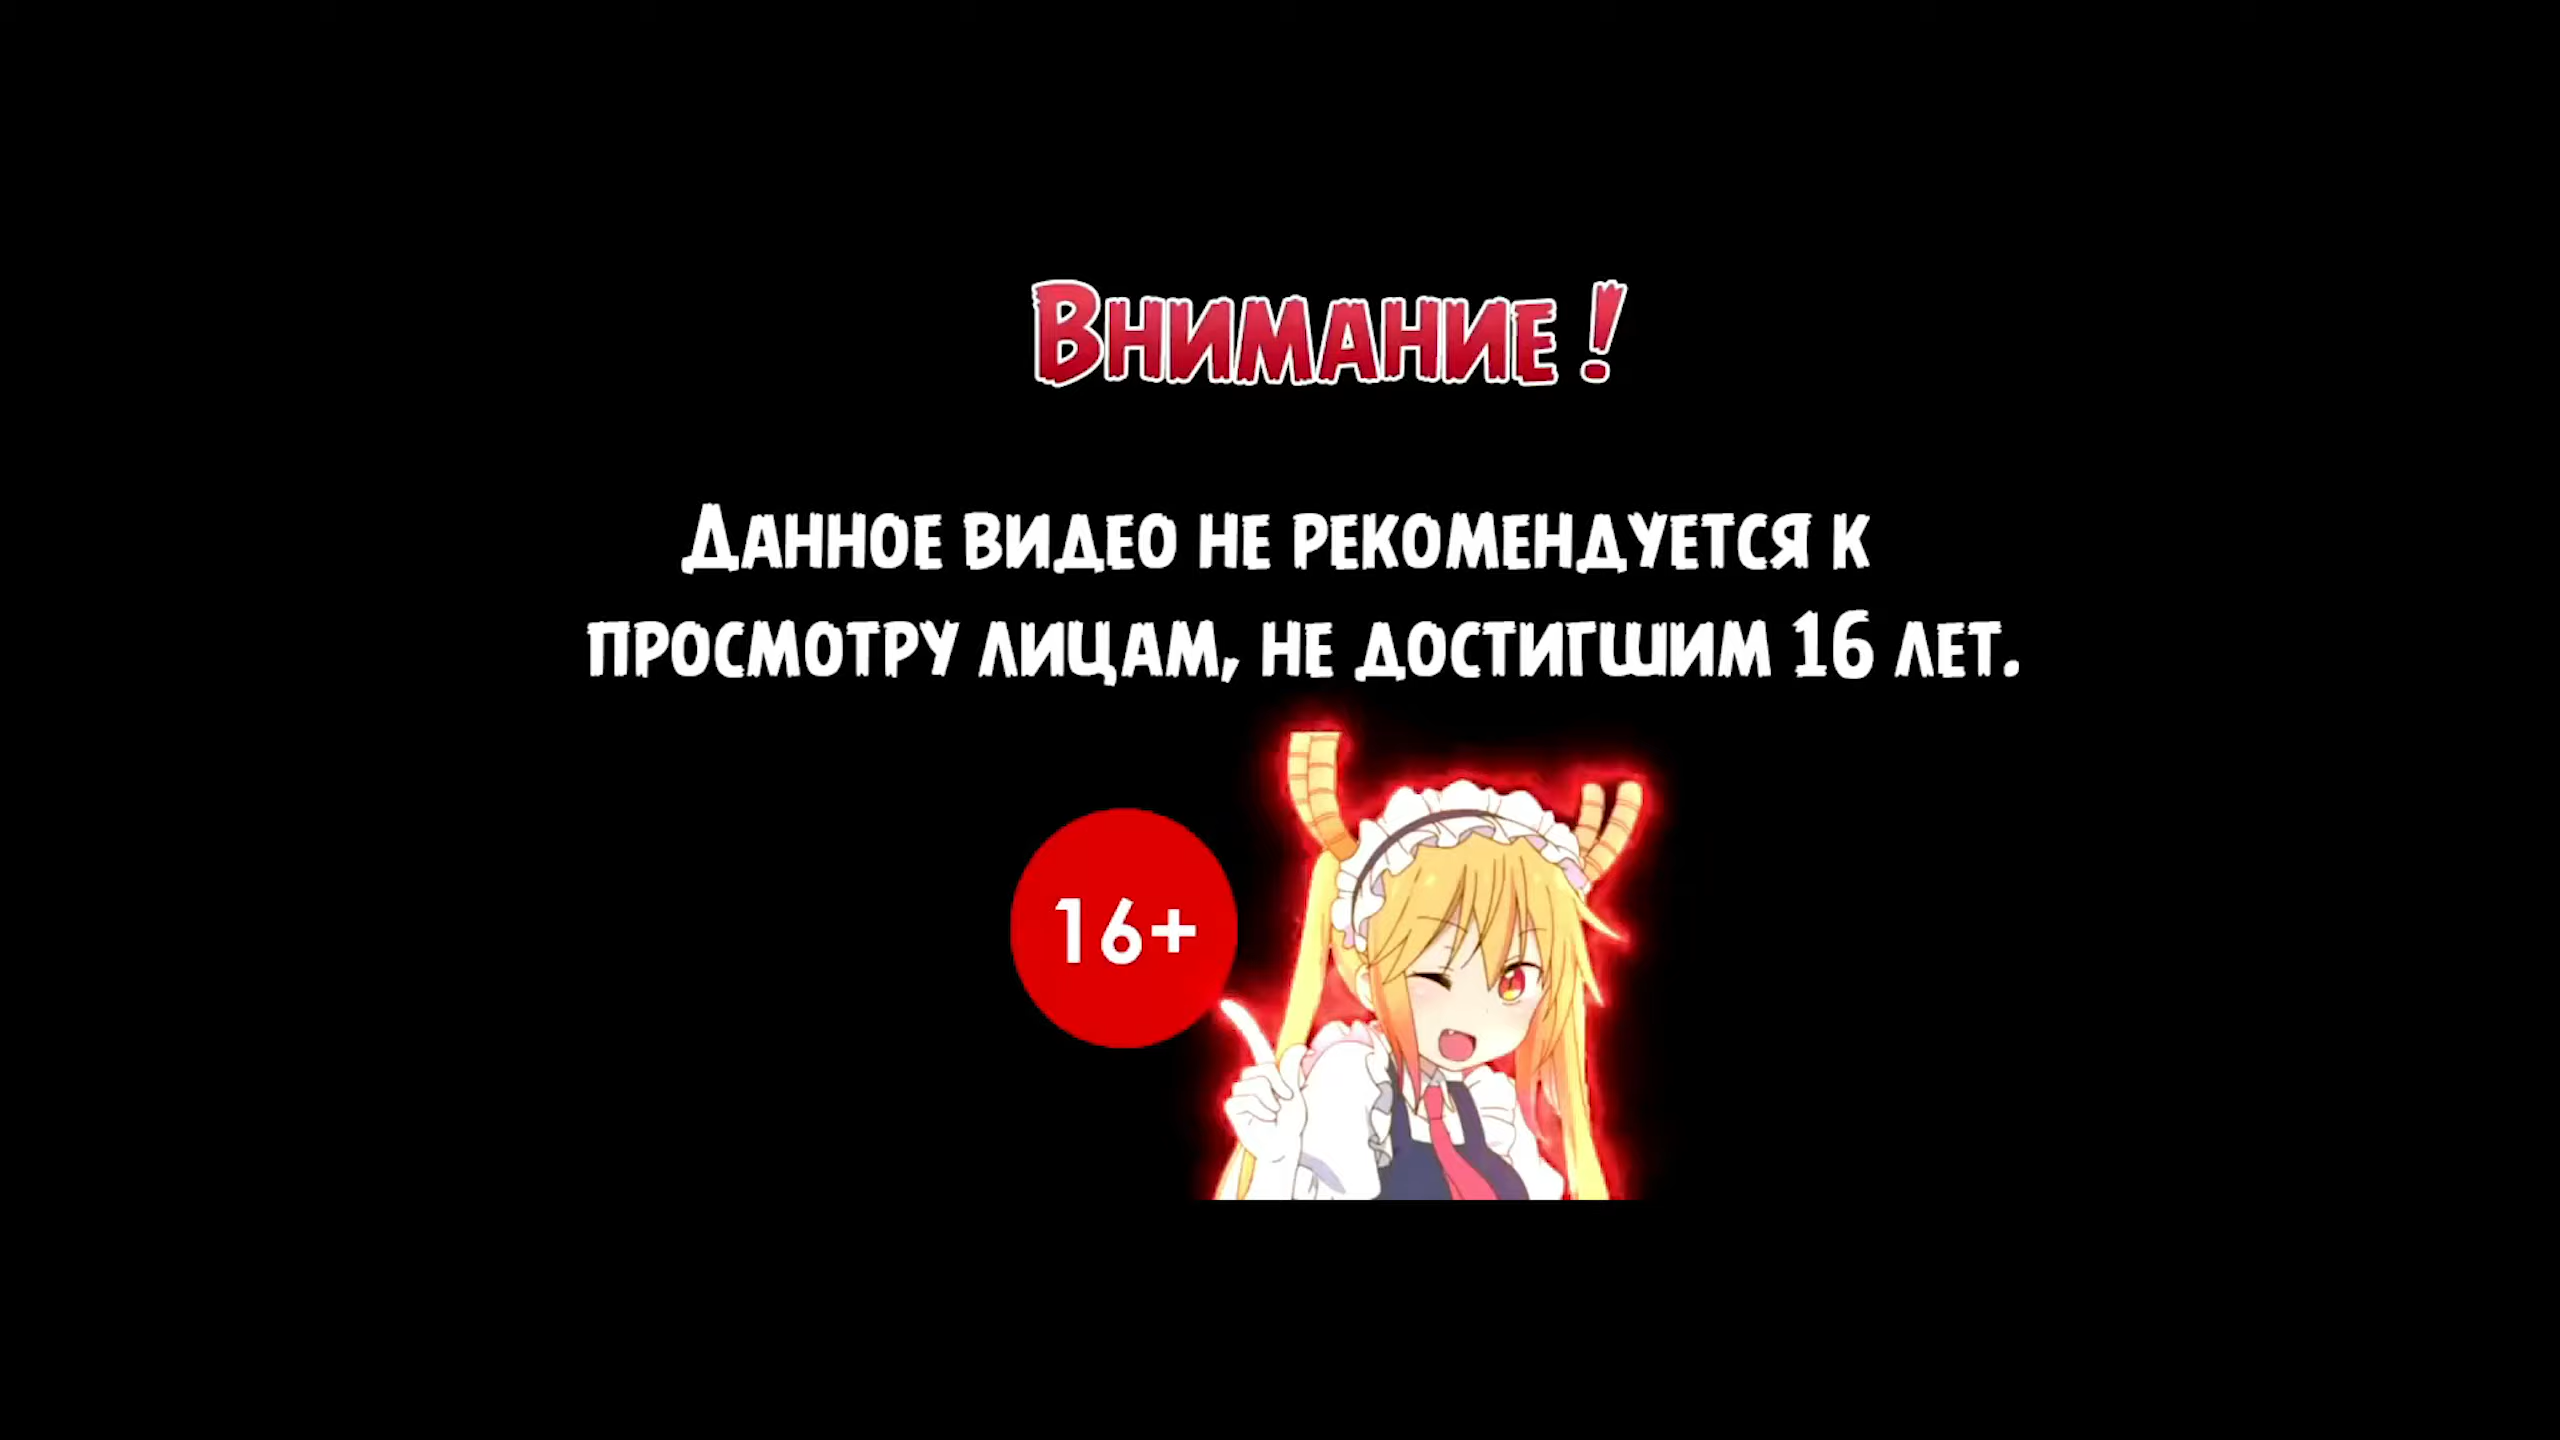 Внимание !
Данное видео не рекомендуется к
просмотру лицам, не достигшим 16 лет.
16+